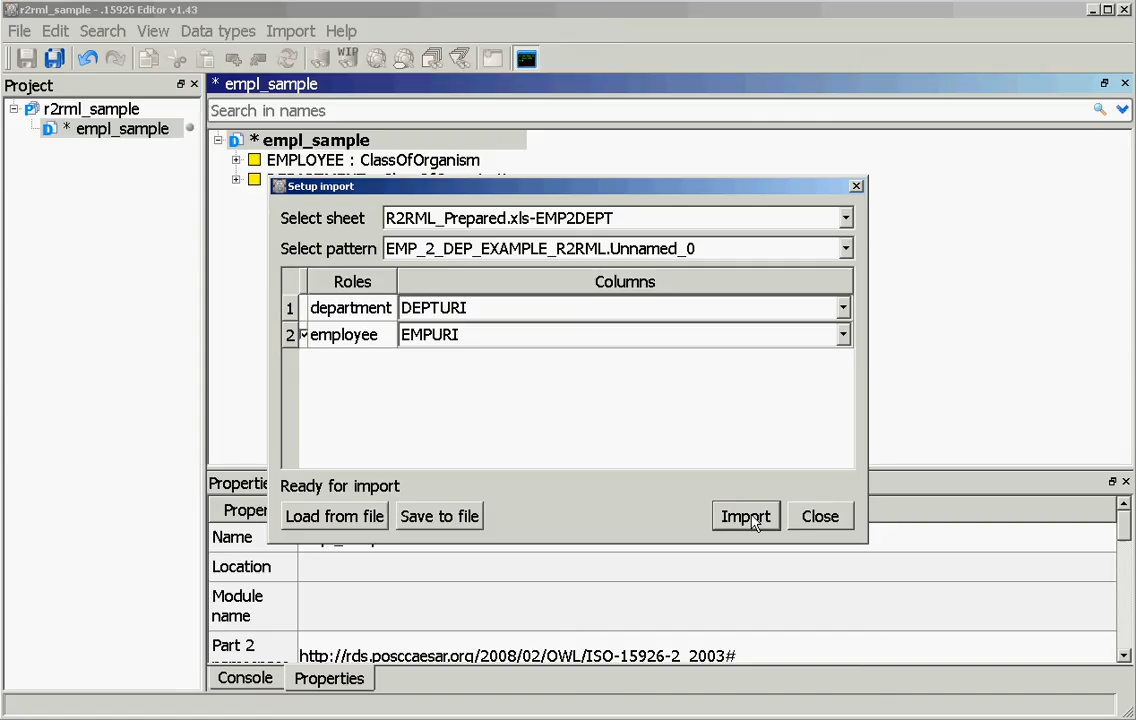 r2rml_sample - .15926 Editor v1.43
File Edit Search View Data types Import Help
WIP
Project
* empl_sample
r2rml_sample
* empl_sample
Search in names
* empl_sample
EMPLOYEE : ClassOfOrganism
Setup import
Select sheet R2RML_Prepared.xls-EMP2DEPT
Select pattern EMP_2_DEP_EXAMPLE_R2RML.Unnamed_0
Roles Columns
1 department DEPTURI
2 employee EMPURI
Ready for import
Load from file Save to file Import Close
Propertie
Proper
Name
Location
Module
name
Part 2
http://rds.posccaesar.org/2008/02/OWL/ISO-15926-2_2003#
Console Properties